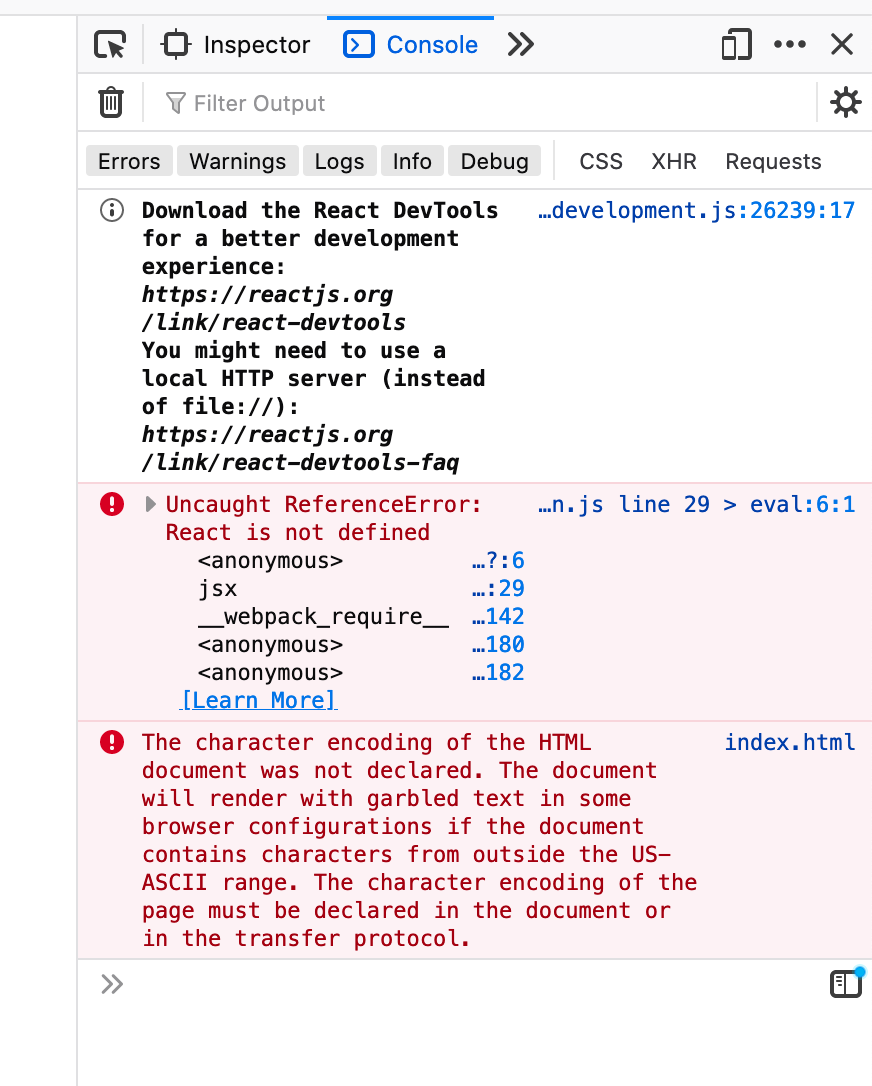 Inspector
Console
Filter Output
Errors Warnings Logs Info Debug CSS XHR Requests
Download the React DevTools …development.js:26239:17
for a better development
experience:
https://reactjs.org
/link/react-devtools
You might need to use a
local HTTP server (instead
of file://):
https://reactjs.org
/link/react-devtools-faq
Uncaught ReferenceError: …n.js line 29 > eval:6:1
React is not defined
<anonymous> …?:6
jsx …:29
__webpack_require__ …142
<anonymous> …180
<anonymous> …182
[Learn More]
The character encoding of the HTML index.html
document was not declared. The document
will render with garbled text in some
browser configurations if the document
contains characters from outside the US-
ASCII range. The character encoding of the
page must be declared in the document or
in the transfer protocol.